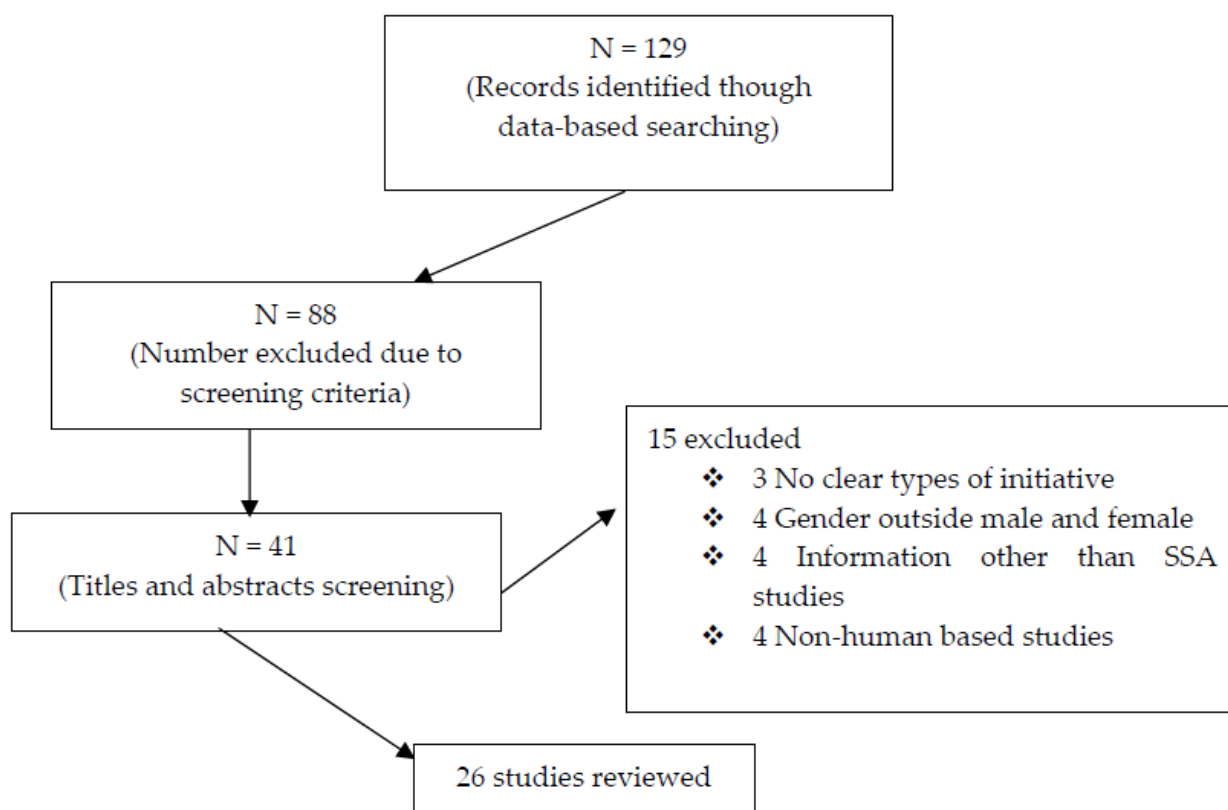 N = 129
(Records identified though
data-based searching)
N = 88
(Number excluded due to
screening criteria)
N = 41
(Titles and abstracts screening)
15 excluded
❖ 3 No clear types of initiative
❖ 4 Gender outside male and female
❖ 4 Information other than SSA
studies
❖ 4 Non-human based studies
26 studies reviewed